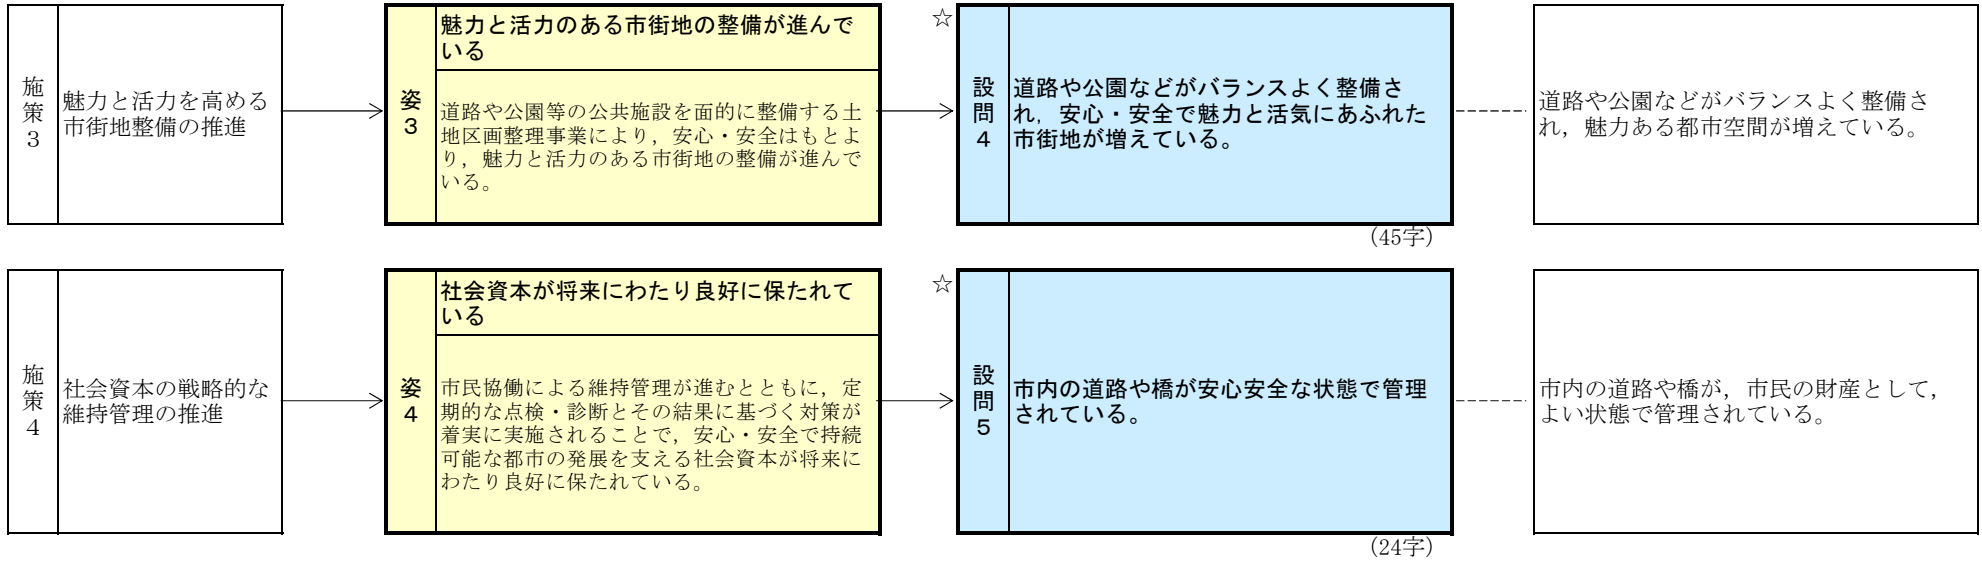 施策3
魅力と活力を高める
市街地整備の推進
姿3
魅力と活力のある市街地の整備が進んで
いる
道路や公園等の公共施設を面的に整備する土
地区画整理事業により，安心・安全はもとよ
り，魅力と活力のある市街地の整備が進んで
いる。
☆
設問4
道路や公園などがバランスよく整備さ
れ，安心・安全で魅力と活気にあふれた
市街地が増えている。
(45字)
道路や公園などがバランスよく整備さ
れ，魅力ある都市空間が増えている。
施策4
社会資本の戦略的な
維持管理の推進
姿4
社会資本が将来にわたり良好に保たれて
いる
市民協働による維持管理が進むとともに，定
期的な点検・診断とその結果に基づく対策が
着実に実施されることで，安心・安全で持続
可能な都市の発展を支える社会資本が将来に
わたり良好に保たれている。
☆
設問5
市内の道路や橋が安心安全な状態で管理
されている。
(24字)
市内の道路や橋が，市民の財産として，
よい状態で管理されている。